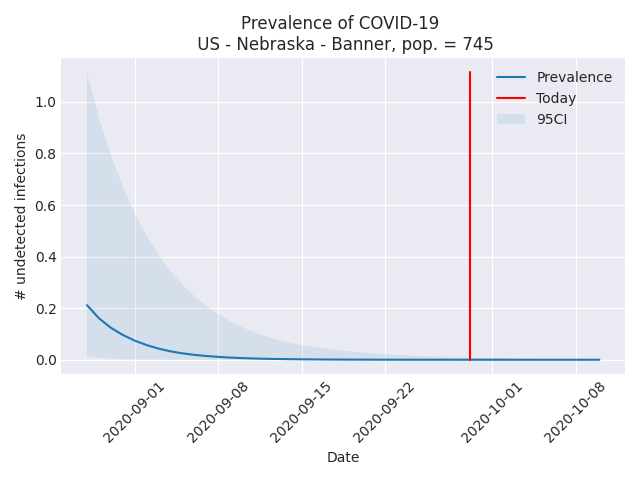 Prevalence of COVID-19
US - Nebraska - Banner, pop. = 745
Prevalence
Today
95CI
# undetected infections
1.0
0.8
0.6
0.4
0.2
0.0
2020-09-01
2020-09-08
2020-09-15
2020-09-22
2020-10-01
2020-10-08
Date